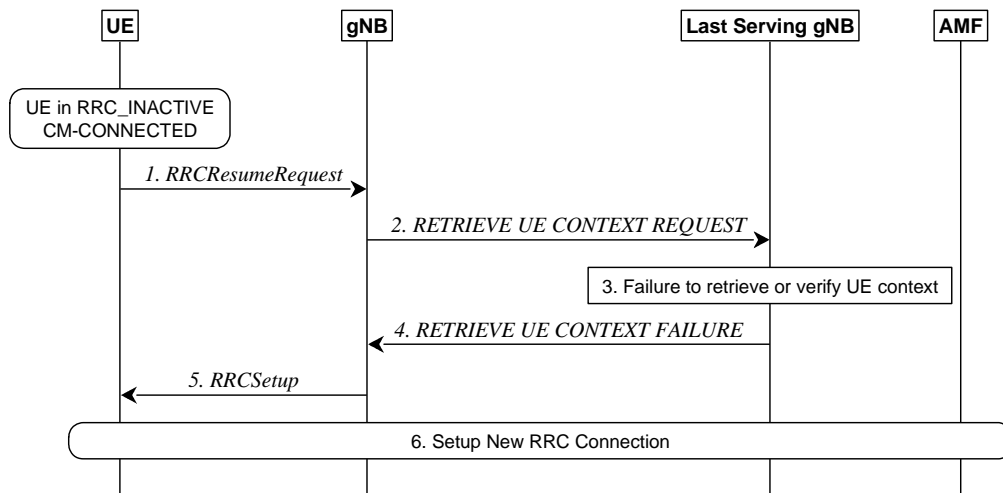 UE
gNB
Last Serving gNB
AMF
UE in RRC_INACTIVE
CM-CONNECTED
1. RRCResumeRequest
2. RETRIEVE UE CONTEXT REQUEST
3. Failure to retrieve or verify UE context
4. RETRIEVE UE CONTEXT FAILURE
5. RRCSetup
6. Setup New RRC Connection